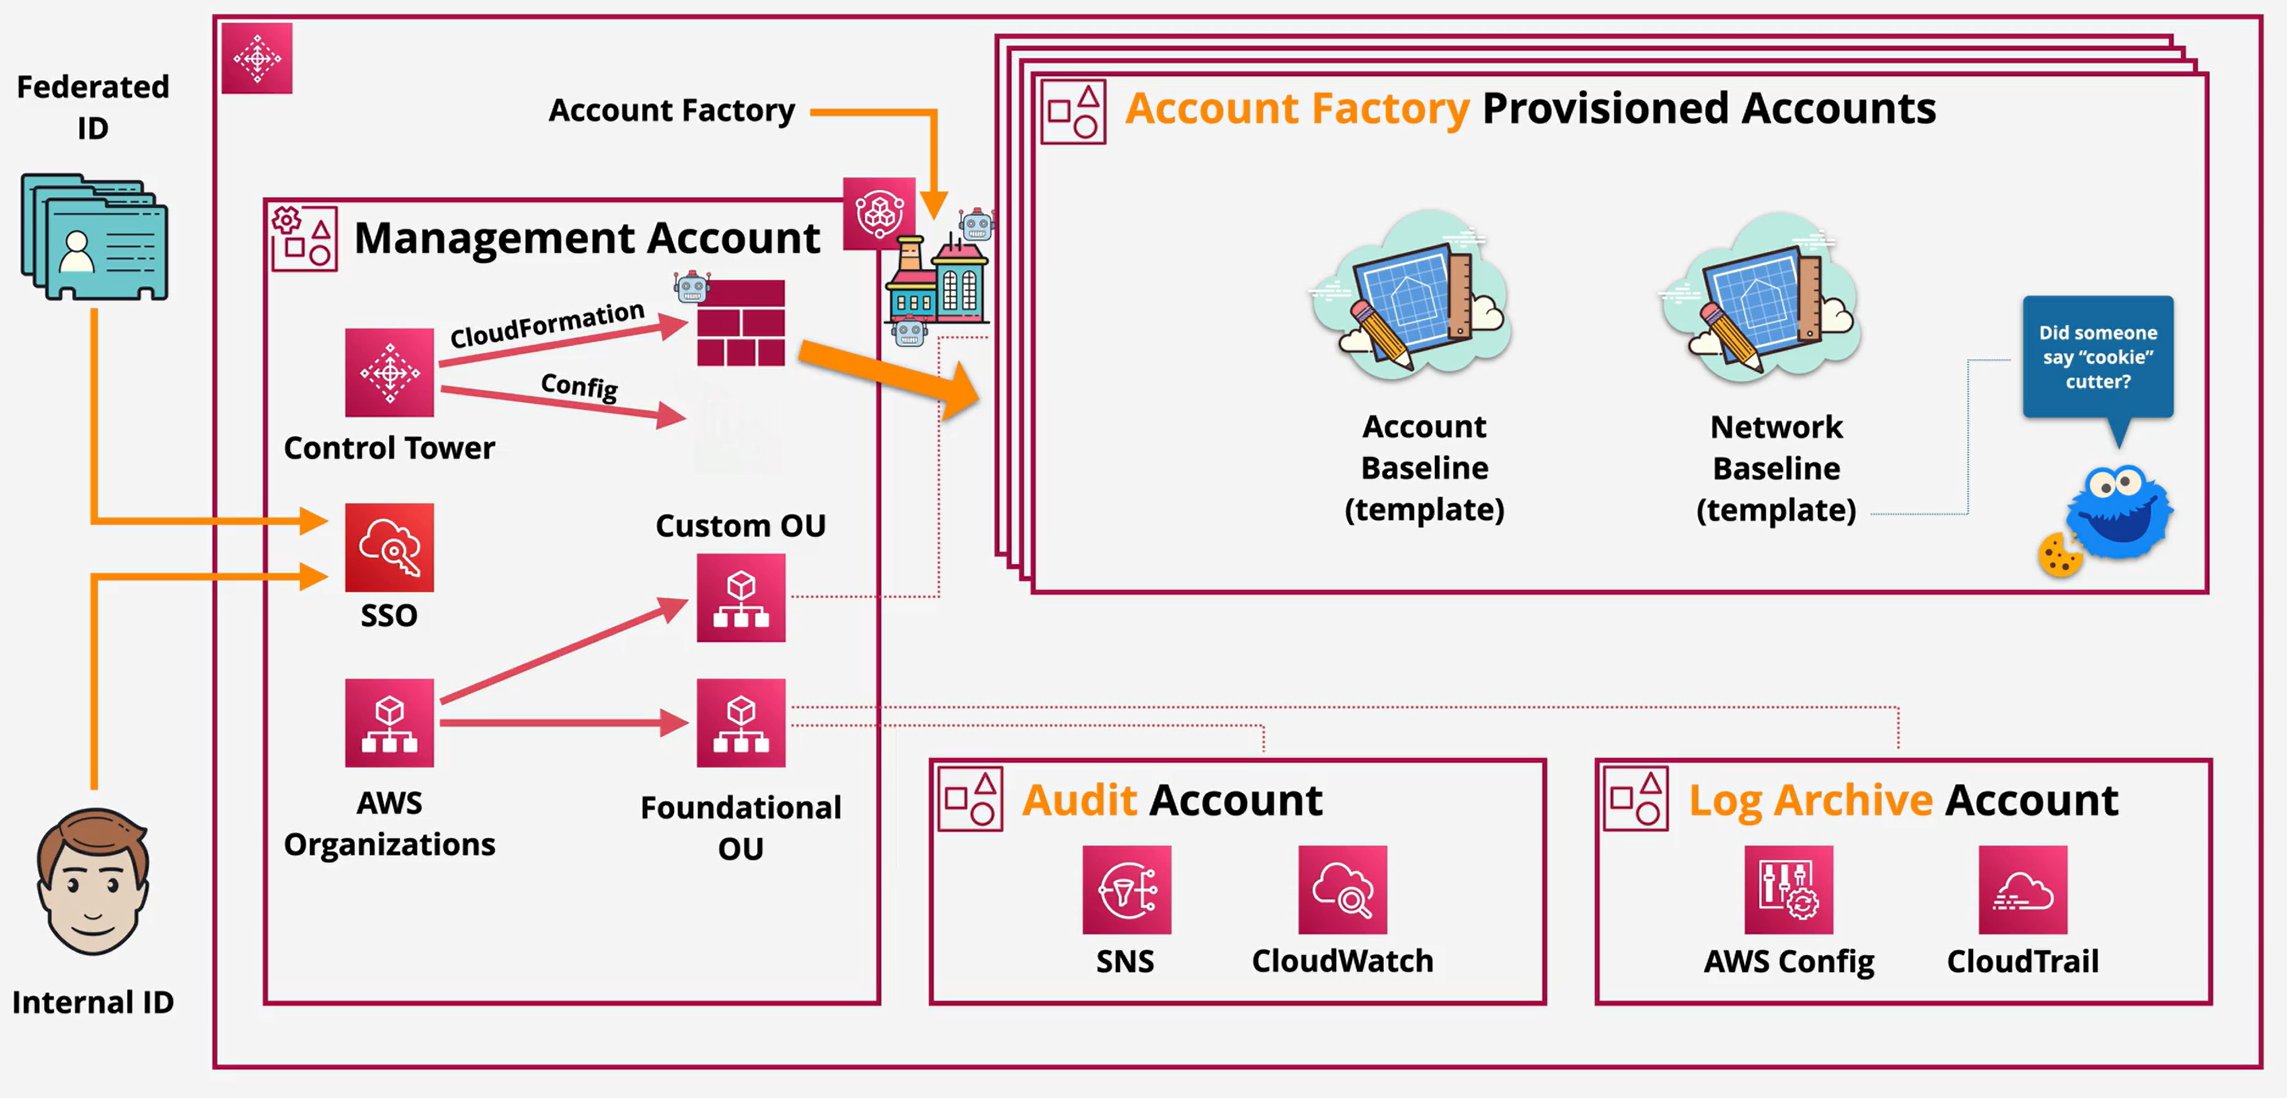 Federated
ID
Account Factory
Account Factory Provisioned Accounts
Management Account
CloudFormation
Config
Control Tower
SSO
Custom OU
AWS
Organizations
Foundational
OU
Internal ID
Account
Baseline
(template)
Network
Baseline
(template)
Did someone
say “cookie”
cutter?
Audit Account
SNS
CloudWatch
Log Archive Account
AWS Config
CloudTrail